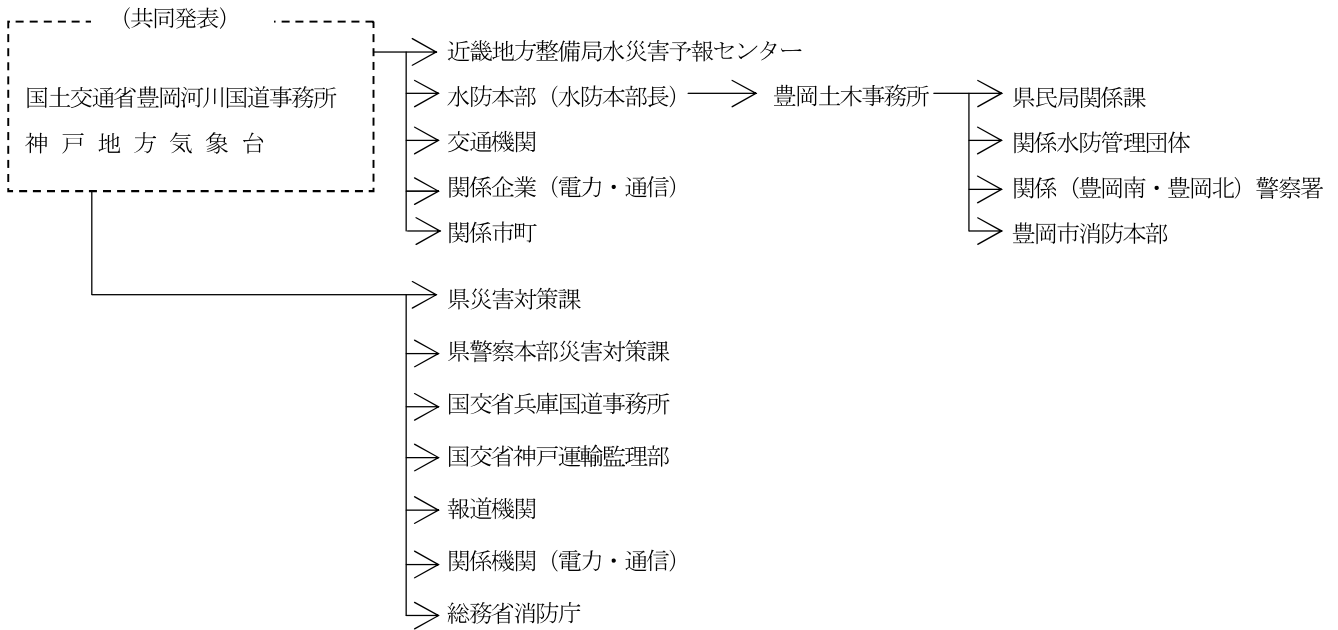 （共同発表）
国土交通省豊岡河川国道事務所
神戸地方気象台
近畿地方整備局水災害予報センター
水防本部（水防本部長）
交通機関
関係企業（電力・通信）
関係市町
豊岡土木事務所
県民局関係課
関係水防管理団体
関係（豊岡南・豊岡北）警察署
豊岡市消防本部
県災害対策課
県警察本部災害対策課
国交省兵庫国道事務所
国交省神戸運輸監理部
報道機関
関係機関（電力・通信）
総務省消防庁